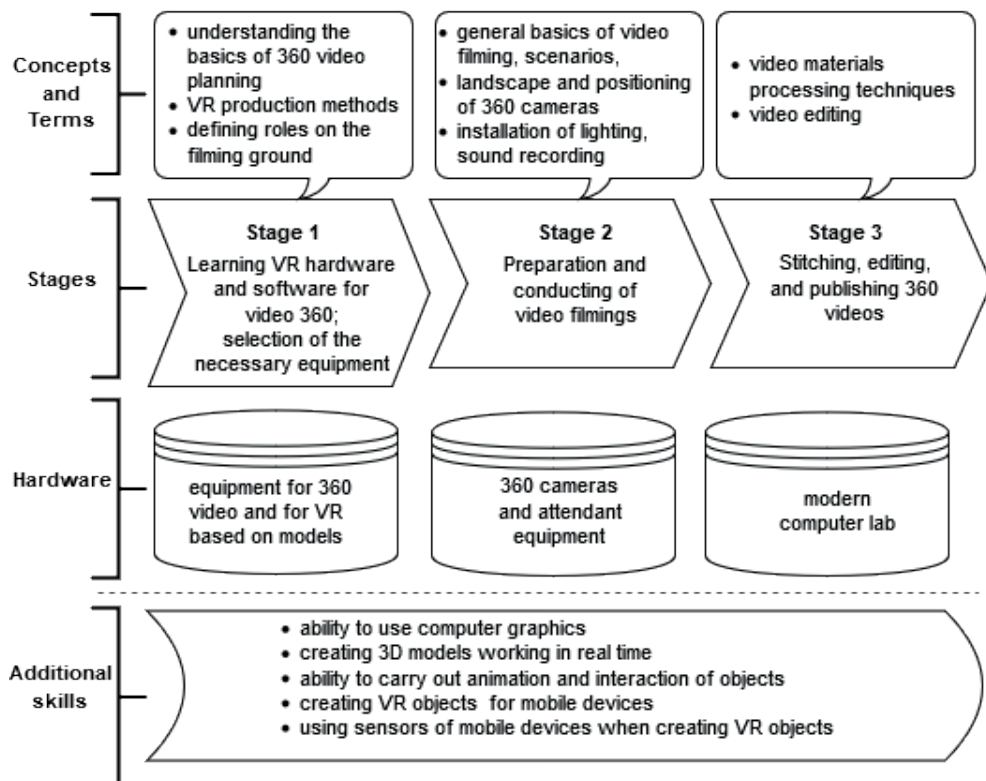 Concepts
and
Terms
• understanding the
basics of 360 video
planning
• VR production methods
• defining roles on the
filming ground
• general basics of video
filming, scenarios,
• landscape and positioning
of 360 cameras
• installation of lighting,
sound recording
• video materials
processing techniques
• video editing
Stages
Stage 1
Learning VR hardware
and software for
video 360;
selection of the
necessary equipment
Stage 2
Preparation and
conducting of
video filmings
Stage 3
Stitching, editing,
and publishing 360
videos
Hardware
equipment for 360
video and for VR
based on models
360 cameras
and attendant
equipment
modern
computer lab
Additional
skills
• ability to use computer graphics
• creating 3D models working in real time
• ability to carry out animation and interaction of objects
• creating VR objects for mobile devices
• using sensors of mobile devices when creating VR objects